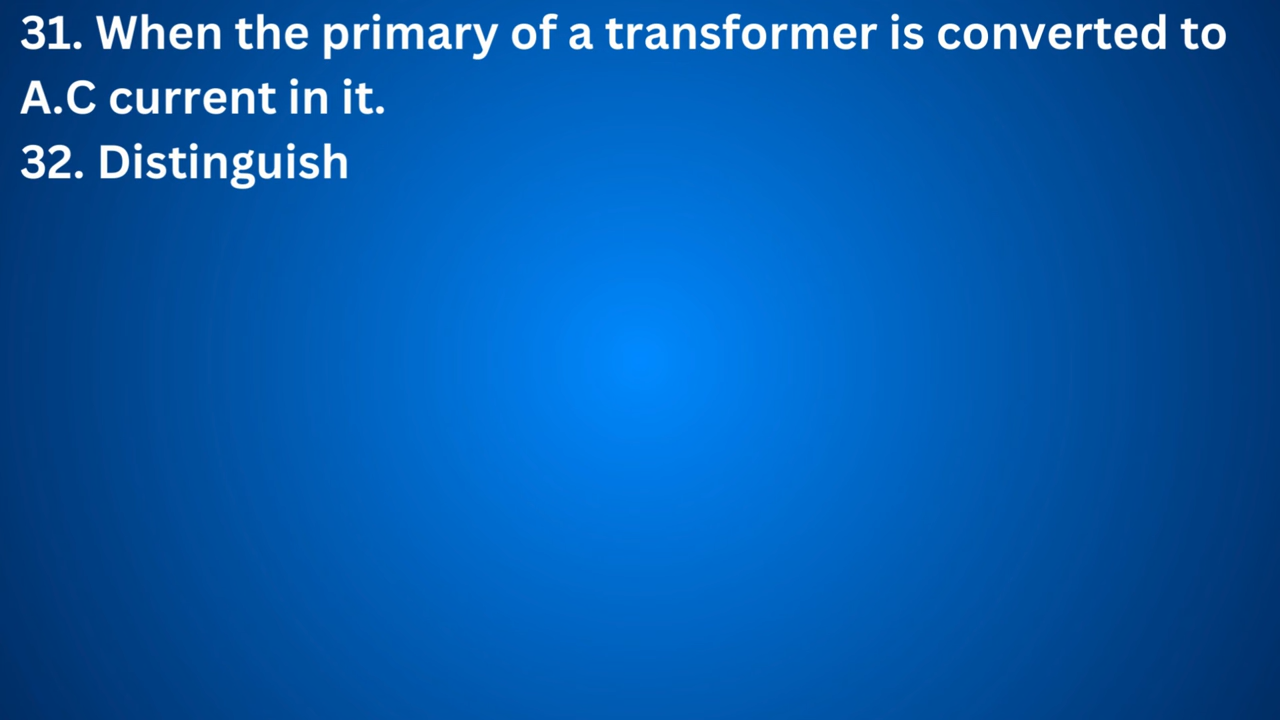 31. When the primary of a transformer is converted to
A.C current in it.
32. Distinguish